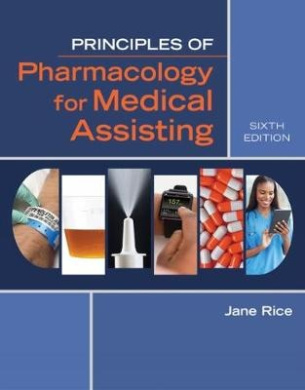 PRINCIPLES OF
Pharmacology
for Medical
Assisting
SIXTH
EDITION
Jane Rice